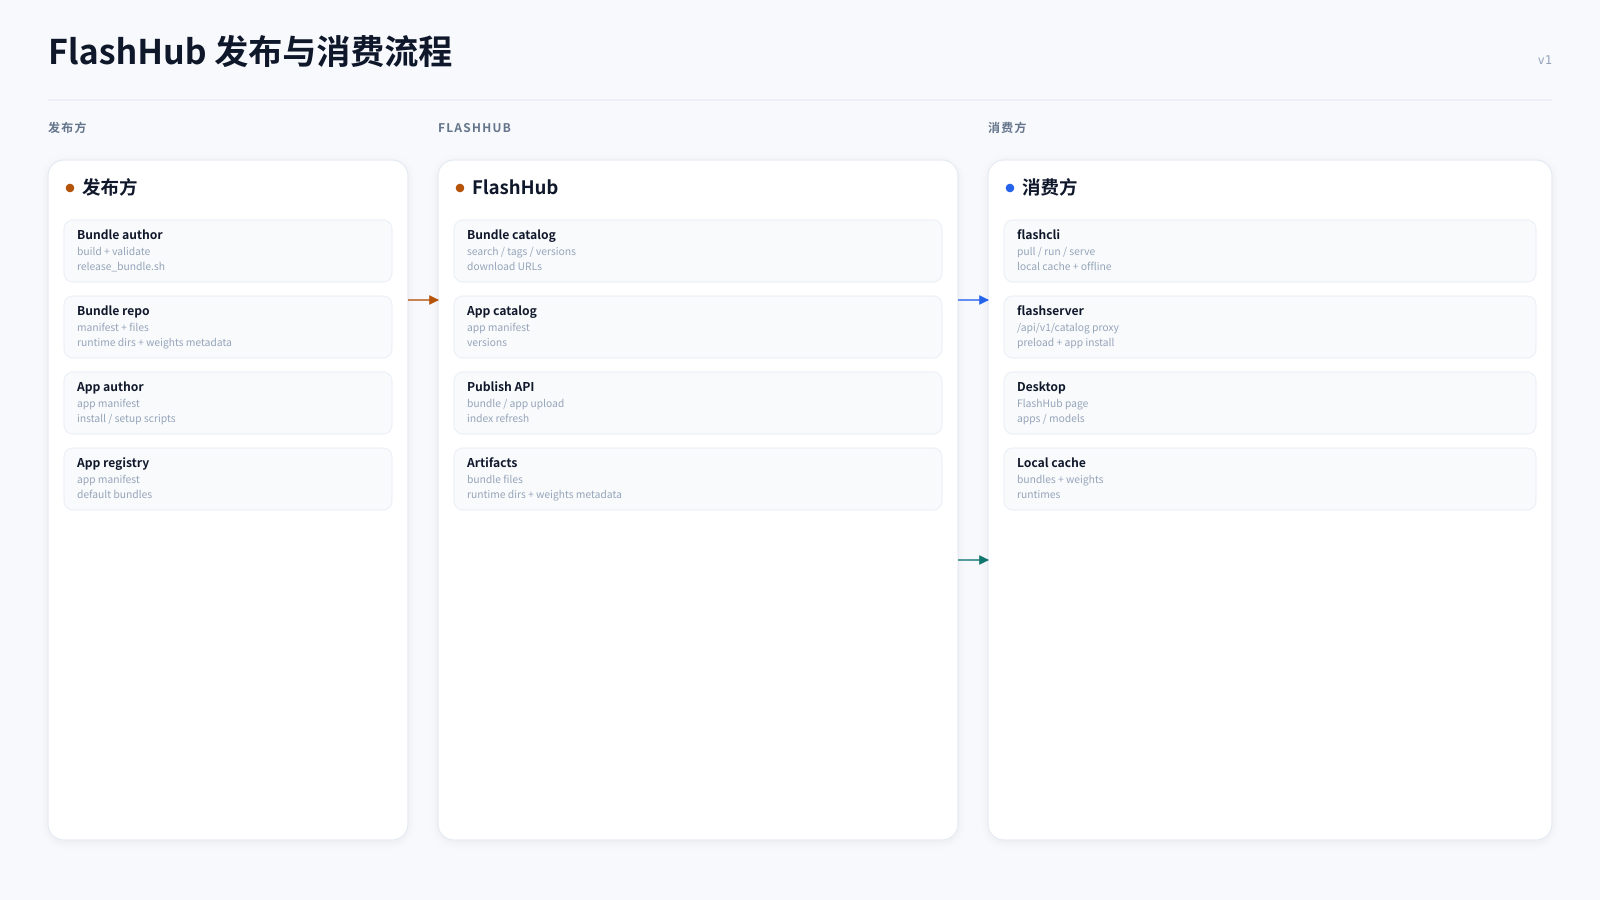 FlashHub 发布与消费流程
v1
发布方
FLASHHUB
消费方
发布方
Bundle author
build + validate
release_bundle.sh
Bundle repo
manifest + files
runtime dirs + weights metadata
App author
app manifest
install / setup scripts
App registry
app manifest
default bundles
FlashHub
Bundle catalog
search / tags / versions
download URLs
App catalog
app manifest
versions
Publish API
bundle / app upload
index refresh
Artifacts
bundle files
runtime dirs + weights metadata
消费方
flashcli
pull / run / serve
local cache + offline
flashserver
/api/v1/catalog proxy
preload + app install
Desktop
FlashHub page
apps / models
Local cache
bundles + weights
runtimes